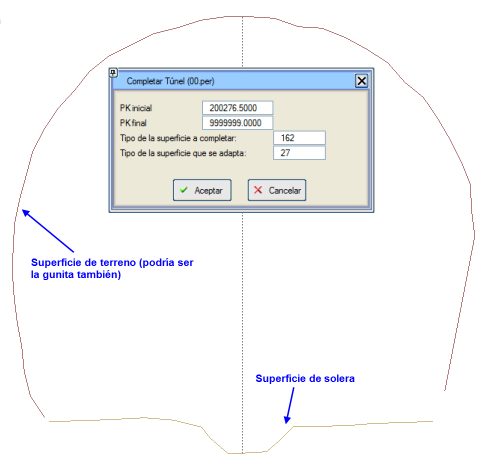 Completar Túnel (00.per)
PK inicial 200276.5000
PK final 9999999.0000
Tipo de la superficie a completar: 162
Tipo de la superficie que se adapta: 27
Aceptar Cancelar
Superficie de terreno (podría ser
la gunita también)
Superficie de solera